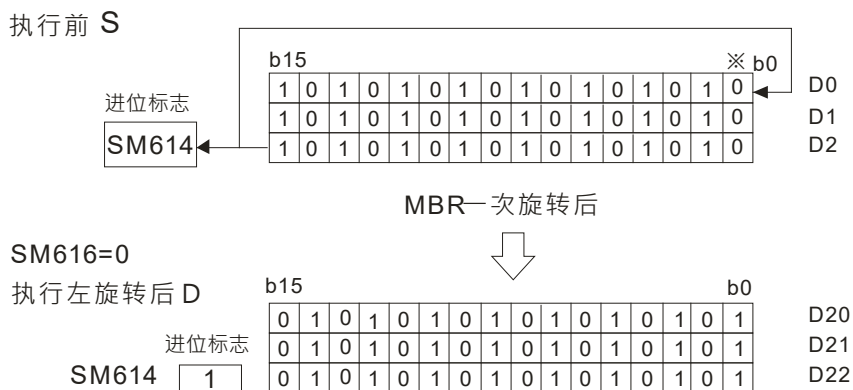 执行前 S
b15 ※ b0
1 0 1 0 1 0 1 0 1 0 1 0 1 0 1 0 D0
进位标志
1 0 1 0 1 0 1 0 1 0 1 0 1 0 1 0 D1
SM614 1 0 1 0 1 0 1 0 1 0 1 0 1 0 1 0 D2
MBR一次旋转后
SM616=0
执行左旋转后 D b15 b0
0 1 0 1 0 1 0 1 0 1 0 1 0 1 0 1 D20
进位标志 0 1 0 1 0 1 0 1 0 1 0 1 0 1 0 1 D21
SM614 1 0 1 0 1 0 1 0 1 0 1 0 1 0 1 0 1 D22